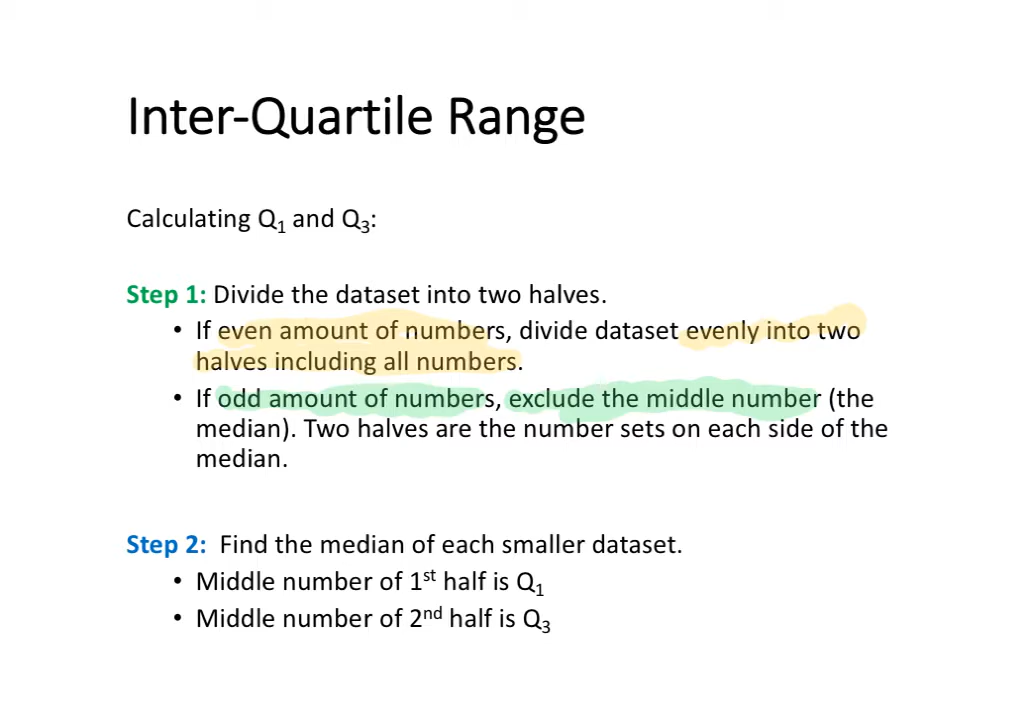 Inter-Quartile Range
Calculating Q₁ and Q₃:
Step 1: Divide the dataset into two halves.
• If even amount of numbers, divide dataset evenly into two
halves including all numbers.
• If odd amount of numbers, exclude the middle number (the
median). Two halves are the number sets on each side of the
median.
Step 2: Find the median of each smaller dataset.
• Middle number of 1ˢᵗ half is Q₁
• Middle number of 2ⁿᵈ half is Q₃